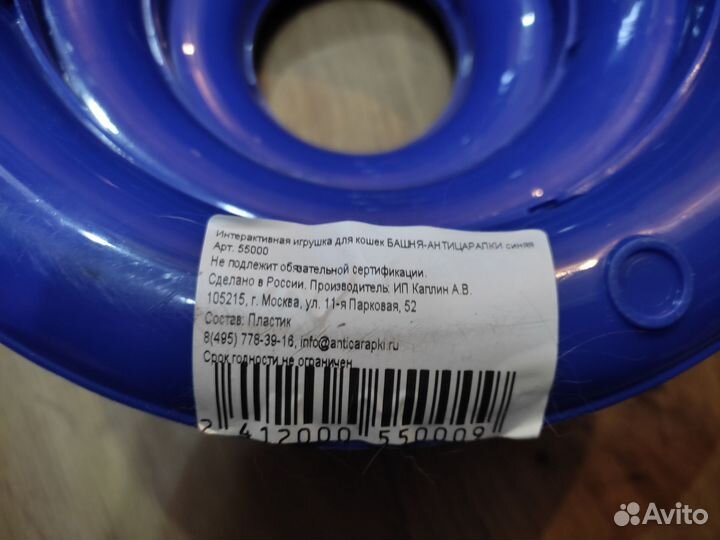 Интерактивная игрушка для кошек БАШНЯ-АНТИЦАРАПКИ синяя
Арт. 55000
Не подлежит обязательной сертификации.
Сделано в России. Производитель: ИП Каплин А.В.
105215, г. Москва, ул. 11-я Парковая, 52
Состав: Пластик
8(495) 778-39-16, info@anticarapki.ru
Срок годности не ограничен
2 412000 550009
Avito